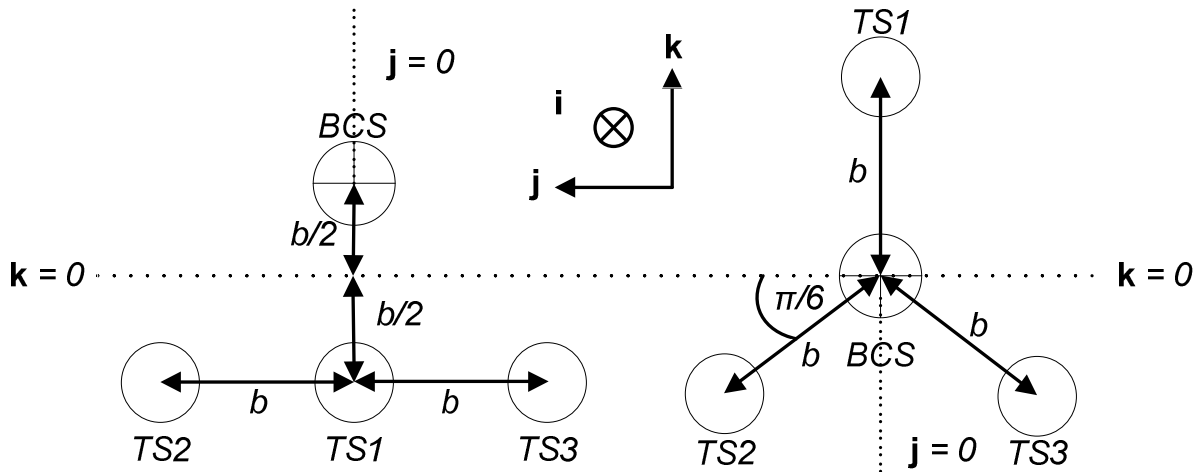 TS1
j = 0
k
i
BCS
j
b
b/2
k = 0
k = 0
π/6
b/2
b
b
BCS
b
b
TS2
TS1
TS3
TS2
j = 0
TS3